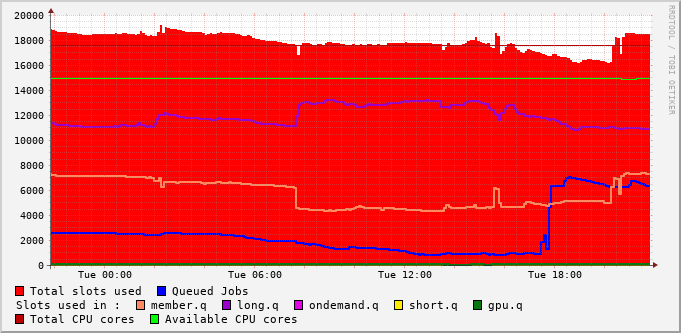 RRDTOOL / TOBI OETIKER
20000
18000
16000
14000
12000
10000
8000
6000
4000
2000
0
Tue 00:00 Tue 06:00 Tue 12:00 Tue 18:00
Total slots used Queued Jobs
Slots used in : member.q long.q ondemand.q short.q gpu.q
Total CPU cores Available CPU cores